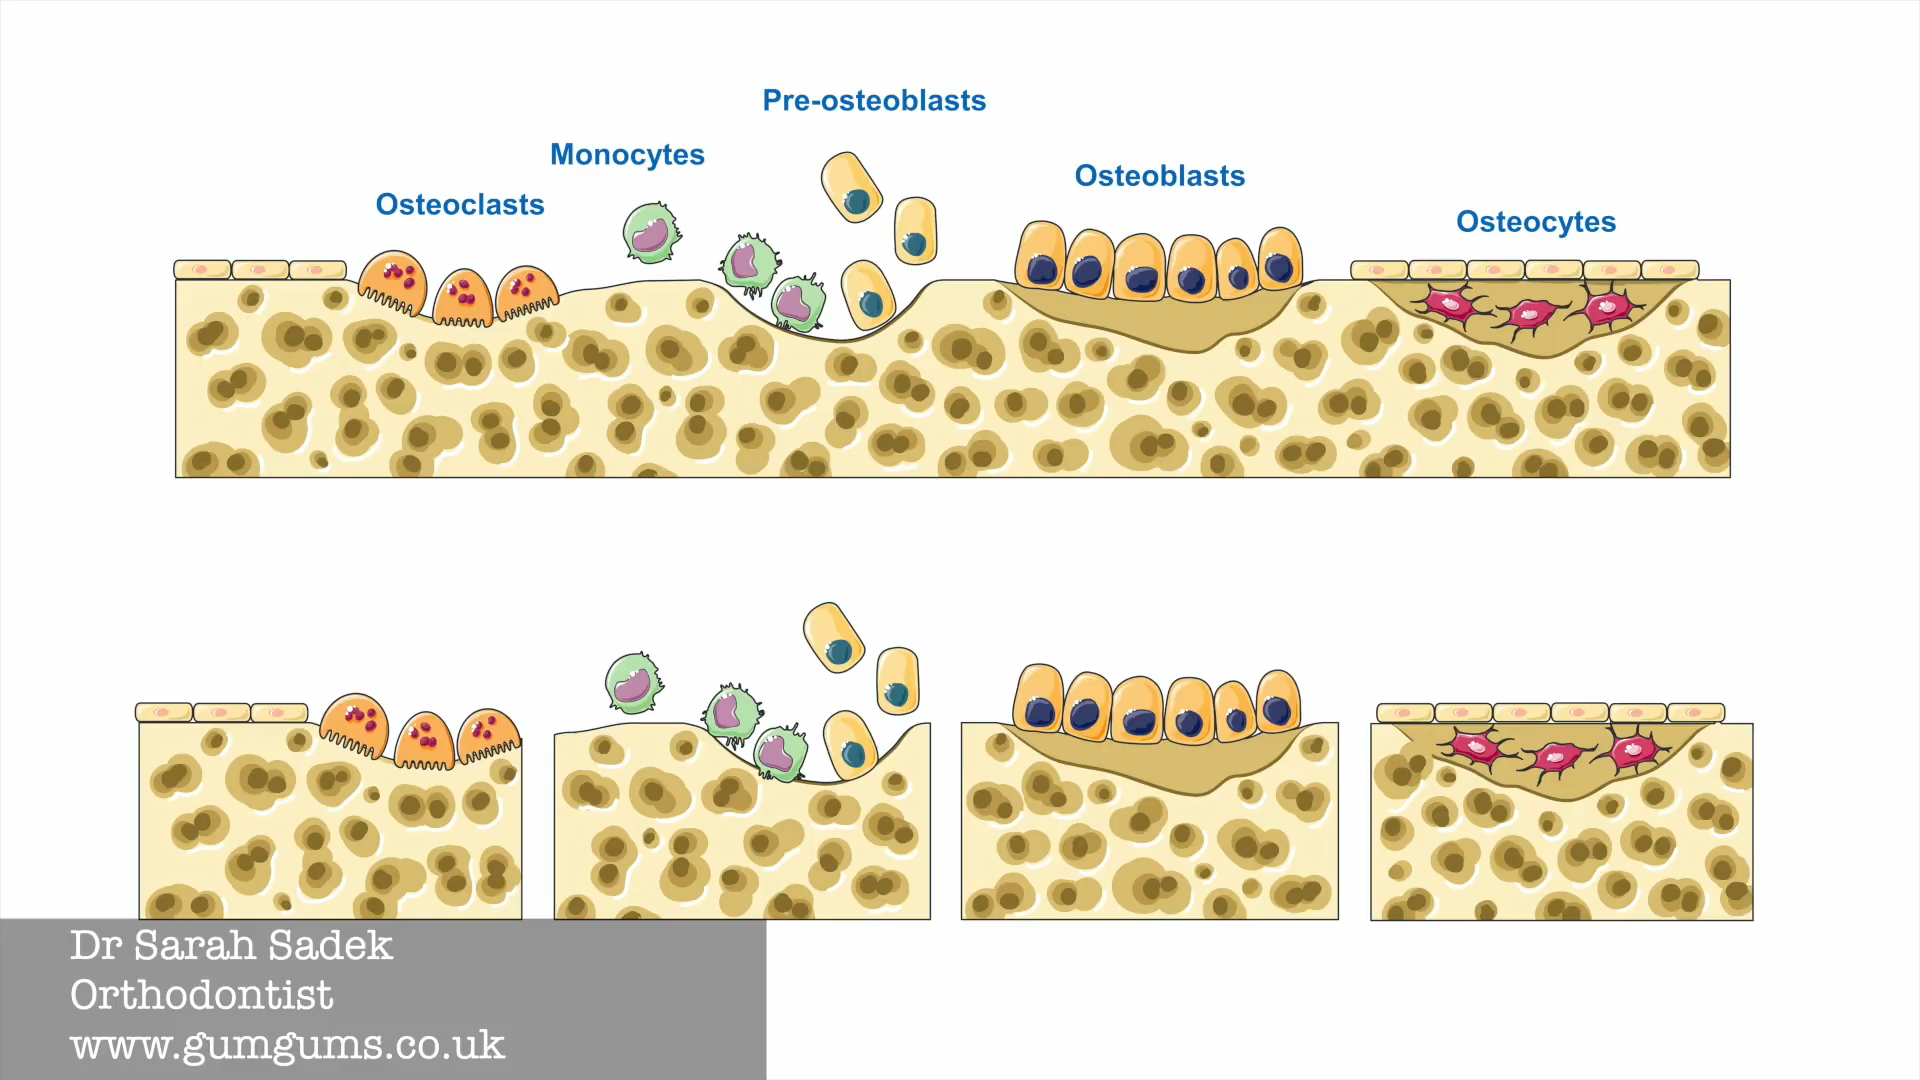 Pre-osteoblasts
Monocytes
Osteoblasts
Osteoclasts
Osteocytes
Dr Sarah Sadek
Orthodontist
www.gumgums.co.uk